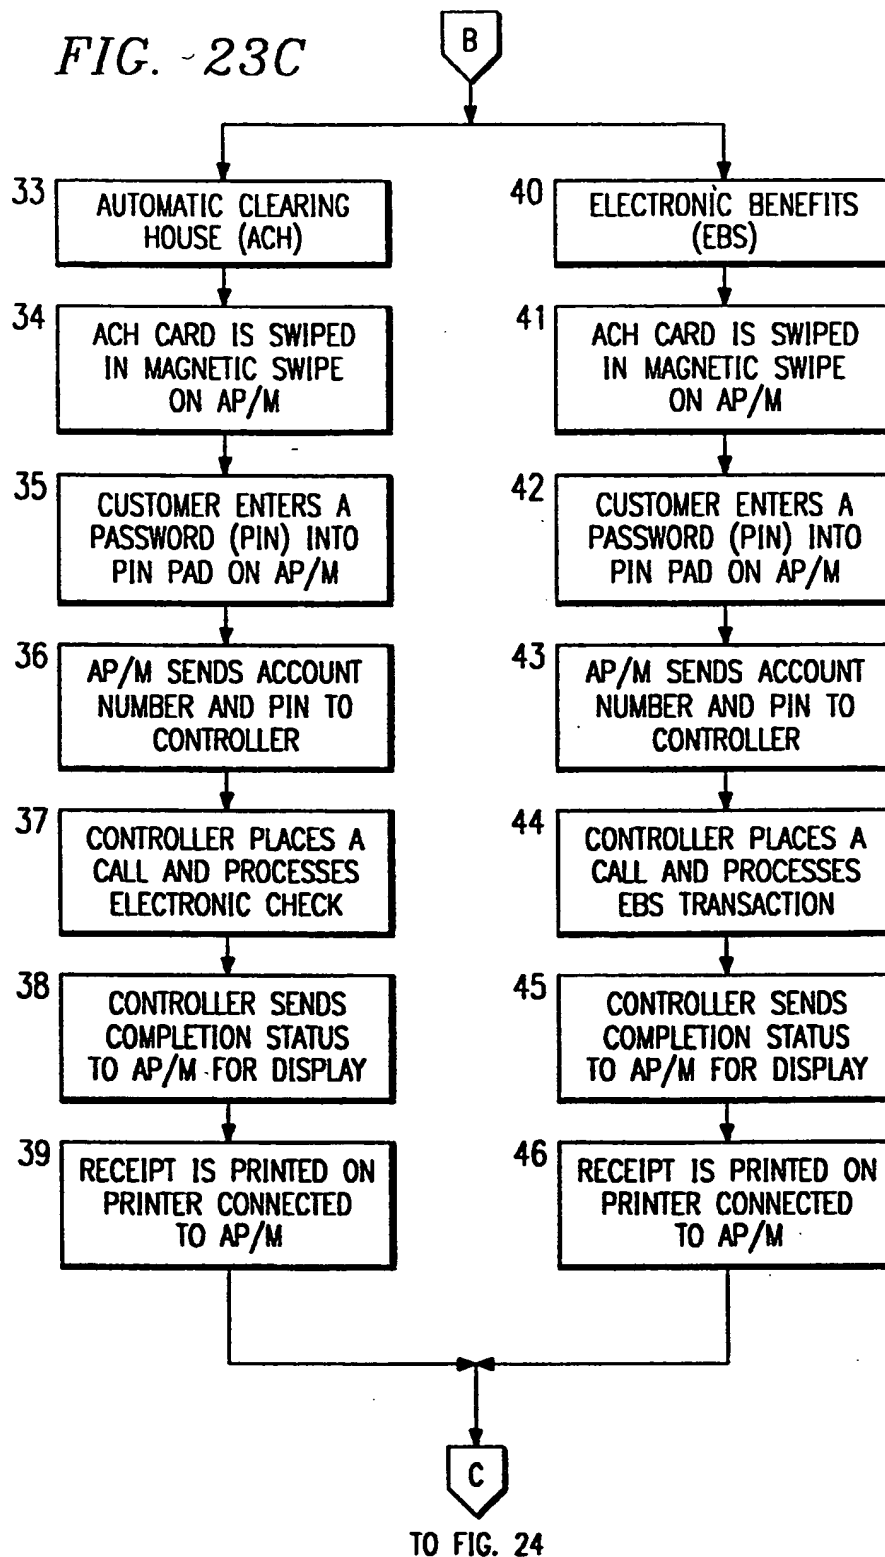 FIG. 23C
B
33
AUTOMATIC CLEARING
HOUSE (ACH)
34
ACH CARD IS SWIPED
IN MAGNETIC SWIPE
ON AP/M
35
CUSTOMER ENTERS A
PASSWORD (PIN) INTO
PIN PAD ON AP/M
36
AP/M SENDS ACCOUNT
NUMBER AND PIN TO
CONTROLLER
37
CONTROLLER PLACES A
CALL AND PROCESSES
ELECTRONIC CHECK
38
CONTROLLER SENDS
COMPLETION STATUS
TO AP/M FOR DISPLAY
39
RECEIPT IS PRINTED ON
PRINTER CONNECTED
TO AP/M
40
ELECTRONIC BENEFITS
(EBS)
41
ACH CARD IS SWIPED
IN MAGNETIC SWIPE
ON AP/M
42
CUSTOMER ENTERS A
PASSWORD (PIN) INTO
PIN PAD ON AP/M
43
AP/M SENDS ACCOUNT
NUMBER AND PIN TO
CONTROLLER
44
CONTROLLER PLACES A
CALL AND PROCESSES
EBS TRANSACTION
45
CONTROLLER SENDS
COMPLETION STATUS
TO AP/M FOR DISPLAY
46
RECEIPT IS PRINTED ON
PRINTER CONNECTED
TO AP/M
C
TO FIG. 24